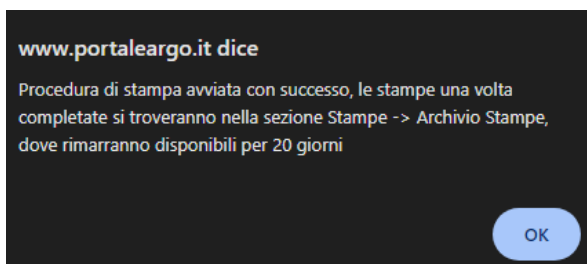 www.portaleargo.it dice
Procedura di stampa avviata con successo, le stampe una volta
completate si troveranno nella sezione Stampe -> Archivio Stampe,
dove rimarranno disponibili per 20 giorni
OK